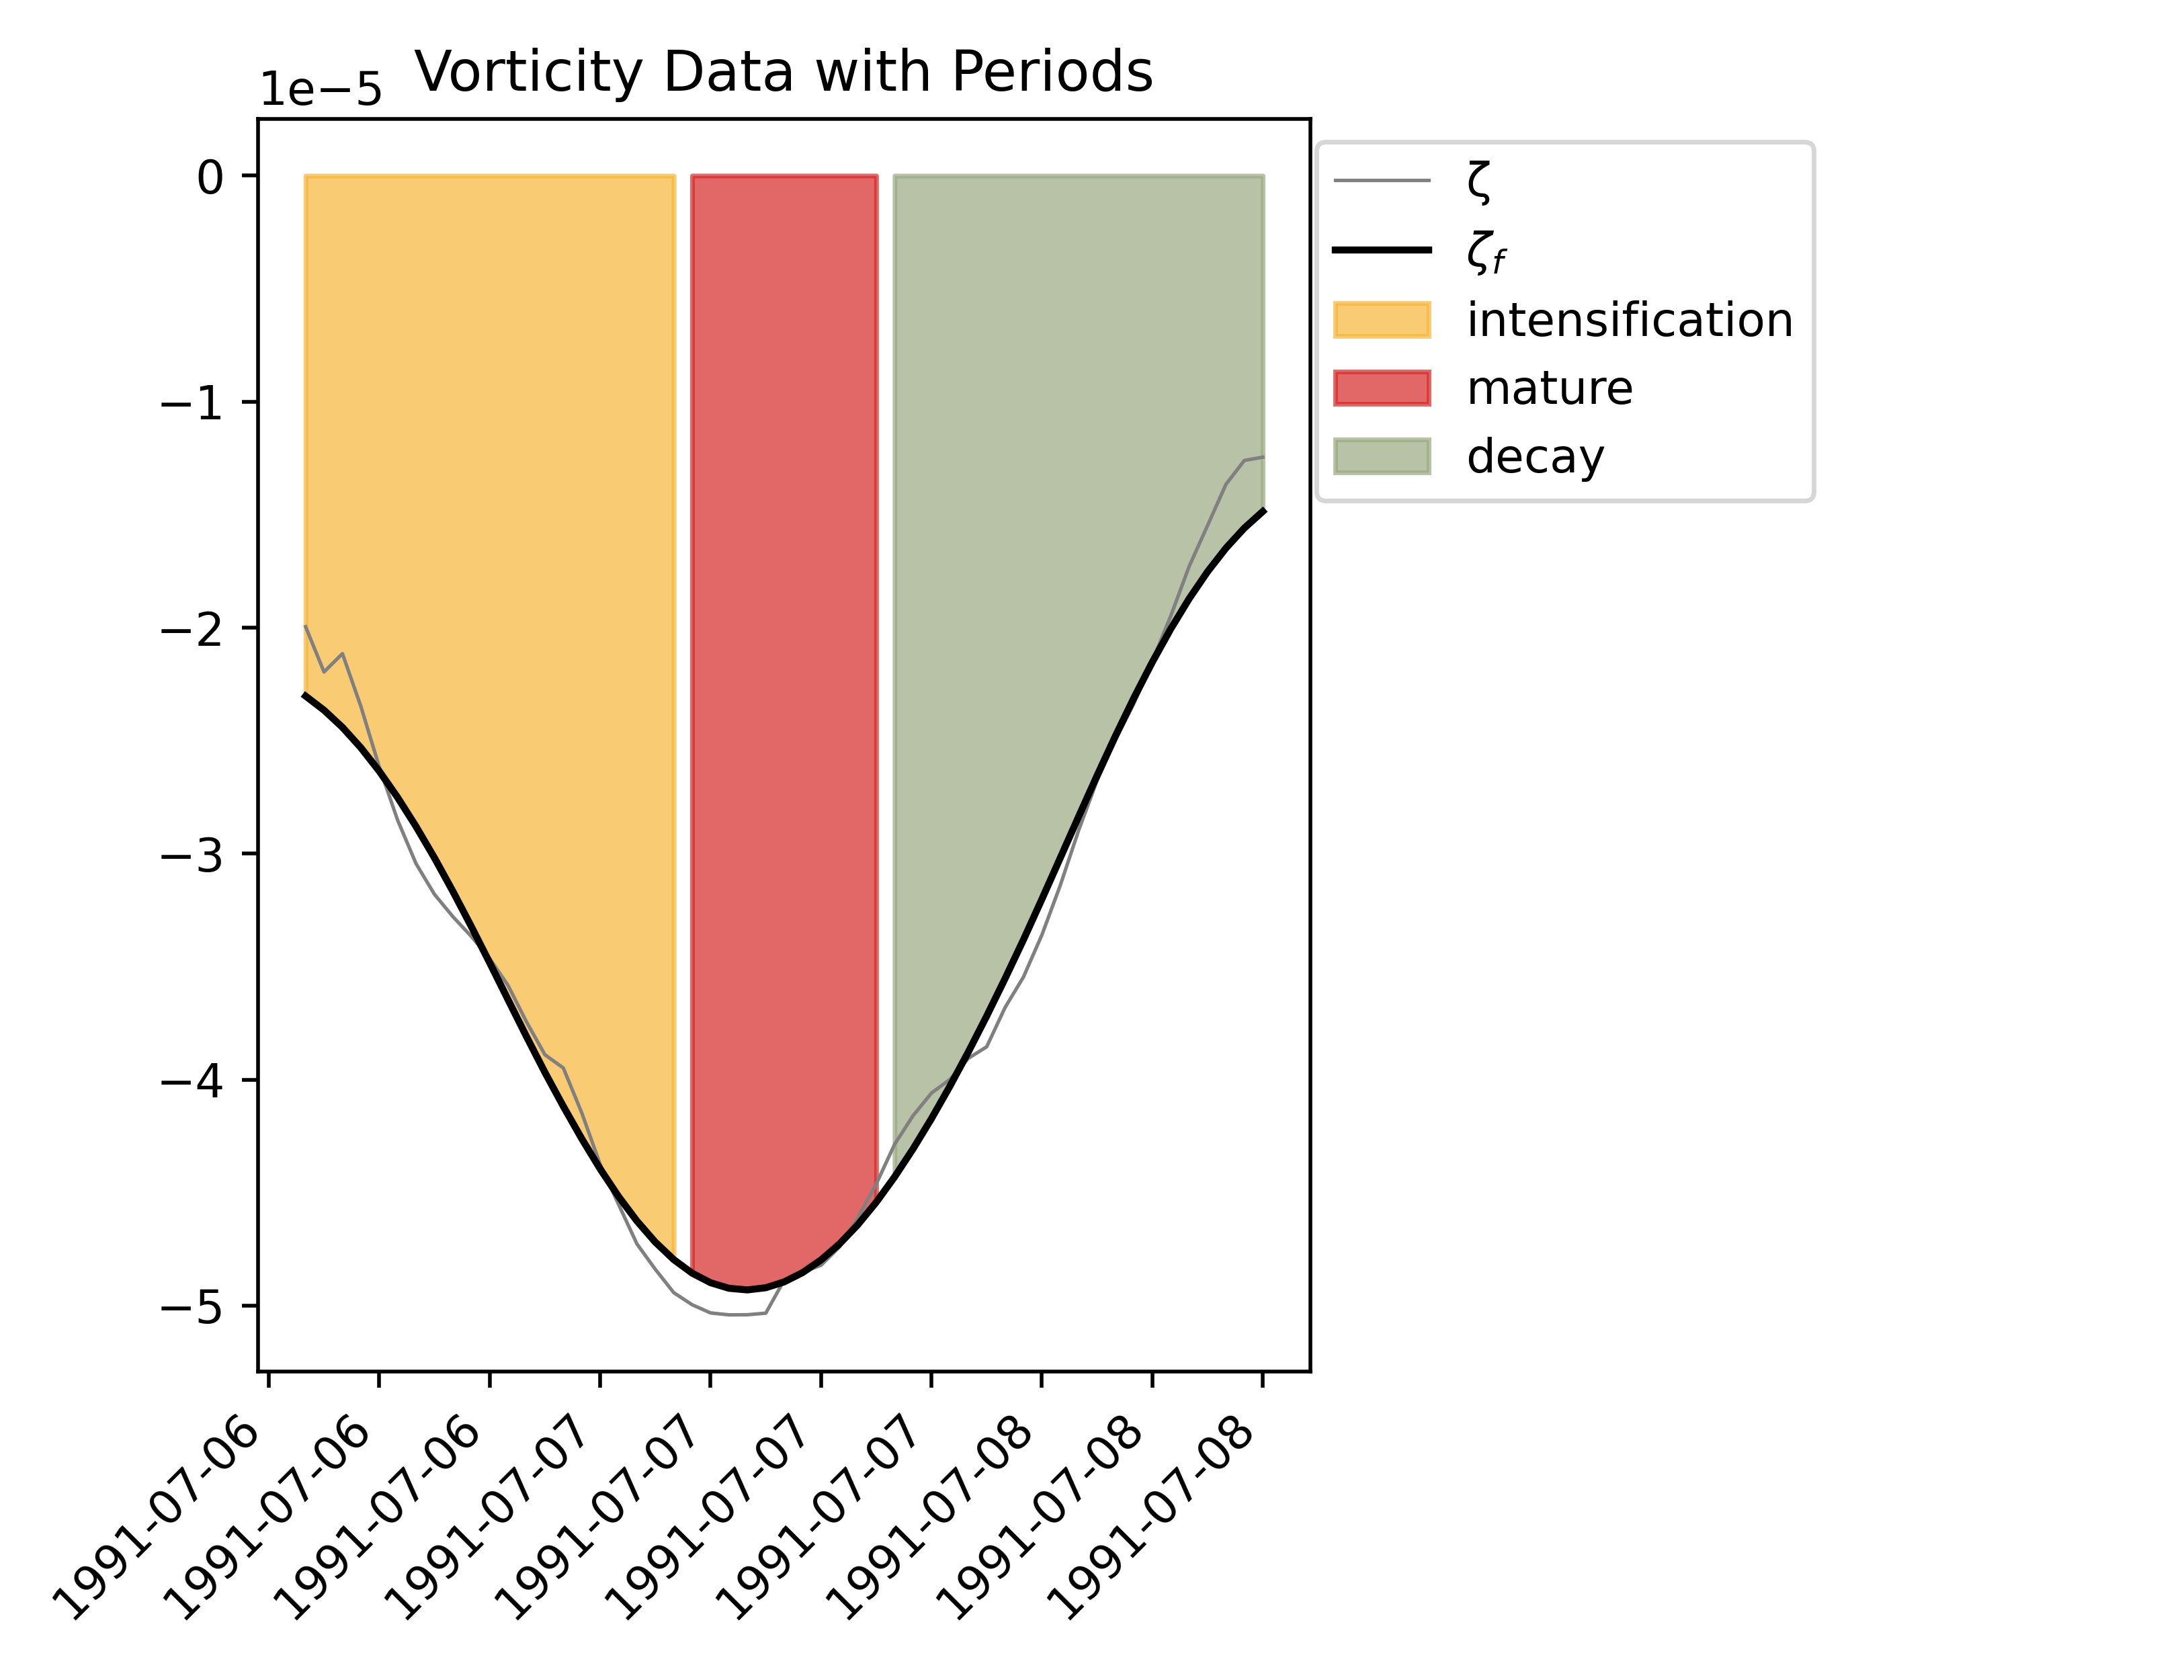 Vorticity Data with Periods
1e−5
0
−1
−2
−3
−4
−5
1991-07-06
1991-07-06
1991-07-06
1991-07-07
1991-07-07
1991-07-07
1991-07-07
1991-07-08
1991-07-08
1991-07-08
ζ
ζf
intensification
mature
decay